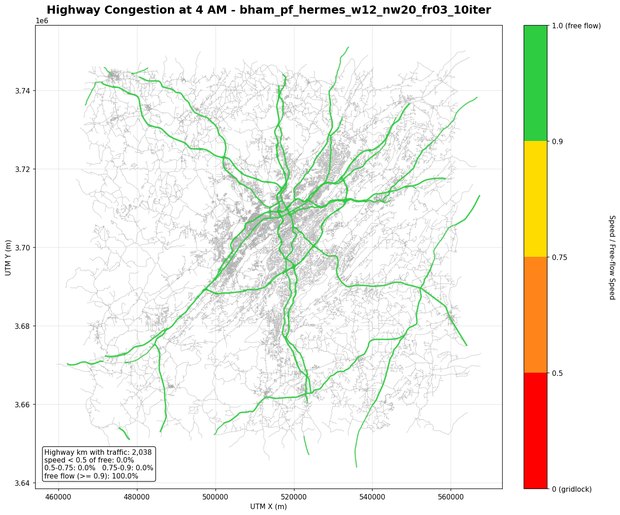 Highway Congestion at 4 AM - bham_pf_hermes_w12_nw20_fr03_10iter
1e6
3.74
3.72
3.70
3.68
3.66
3.64
UTM Y (m)
Highway km with traffic: 2,038
speed < 0.5 of free: 0.0%
0.5-0.75: 0.0%   0.75-0.9: 0.0%
free flow (>= 0.9): 100.0%
460000 480000 500000 520000 540000 560000
UTM X (m)
1.0 (free flow)
0.9
0.75
0.5
0 (gridlock)
Speed / Free-flow Speed